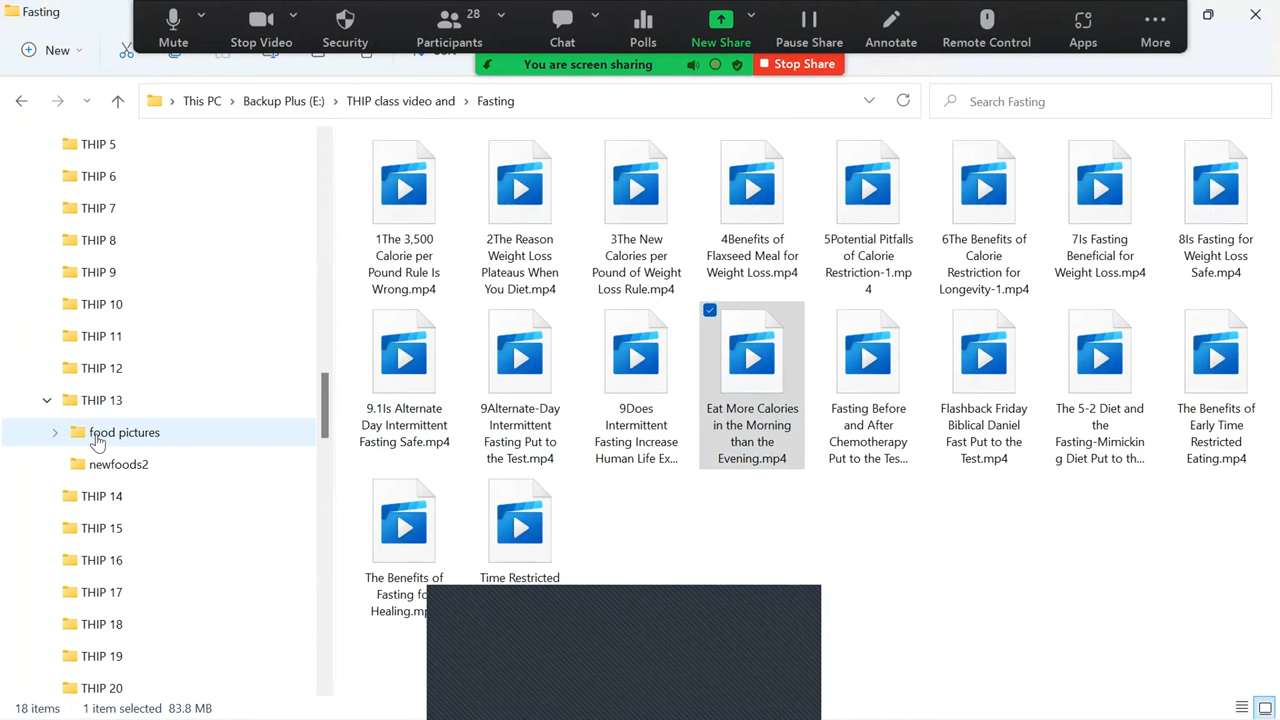 Fasting
Mute
Stop Video
Security
28
Participants
Chat
Polls
New Share
Pause Share
Annotate
Remote Control
Apps
More
New
You are screen sharing
Stop Share
This PC
Backup Plus (E:)
THIP class video and
Fasting
Search Fasting
THIP 5
THIP 6
THIP 7
THIP 8
THIP 9
THIP 10
THIP 11
THIP 12
THIP 13
food pictures
newfoods2
THIP 14
THIP 15
THIP 16
THIP 17
THIP 18
THIP 19
THIP 20
1The 3,500
Calorie per
Pound Rule Is
Wrong.mp4
2The Reason
Weight Loss
Plateaus When
You Diet.mp4
3The New
Calories per
Pound of Weight
Loss Rule.mp4
4Benefits of
Flaxseed Meal for
Weight Loss.mp4
5Potential Pitfalls
of Calorie
Restriction-1.mp
4
6The Benefits of
Calorie
Restriction for
Longevity-1.mp4
7Is Fasting
Beneficial for
Weight Loss.mp4
8Is Fasting for
Weight Loss
Safe.mp4
9.1Is Alternate
Day Intermittent
Fasting Safe.mp4
9Alternate-Day
Intermittent
Fasting Put to
the Test.mp4
9Does
Intermittent
Fasting Increase
Human Life Ex...
Eat More Calories
in the Morning
than the
Evening.mp4
Fasting Before
and After
Chemotherapy
Put to the Tes...
Flashback Friday
Biblical Daniel
Fast Put to the
Test.mp4
The 5-2 Diet and
the
Fasting-Mimickin
g Diet Put to th...
The Benefits of
Early Time
Restricted
Eating.mp4
The Benefits of
Fasting for
Healing.mp
Time Restricted
18 items
1 item selected
83.8 MB